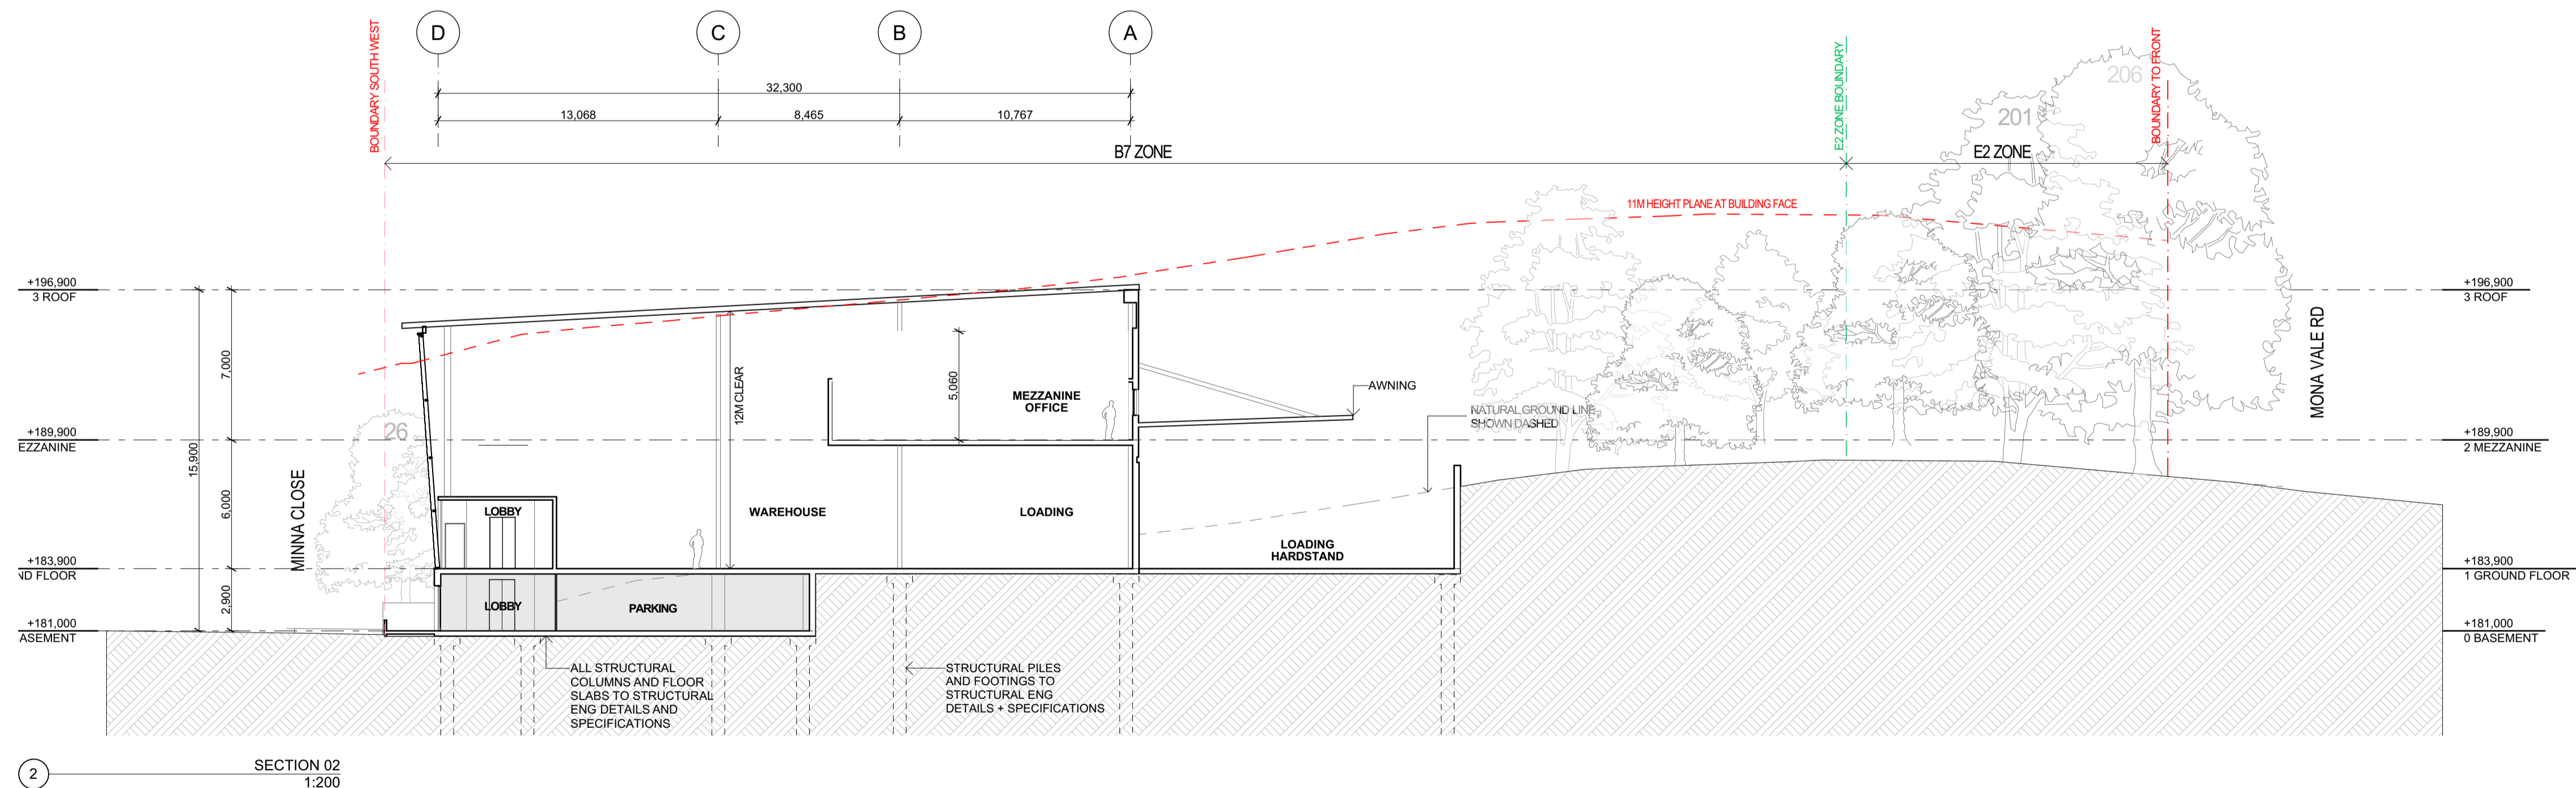 D
C
B
A
BOUNDARY SOUTH WEST
E2 ZONE BOUNDARY
BOUNDARY TO FRONT
206
201
32,300
13,068
8,465
10,767
B7 ZONE
E2 ZONE
11M HEIGHT PLANE AT BUILDING FACE
+196,900
3 ROOF
+196,900
3 ROOF
MONA VALE RD
7,000
12M CLEAR
5,060
MEZZANINE
OFFICE
AWNING
NATURAL GROUND LINE
SHOWN DASHED
26
+189,900
EZZANINE
+189,900
2 MEZZANINE
15,900
6,000
MINNA CLOSE
LOBBY
WAREHOUSE
LOADING
LOADING
HARDSTAND
+183,900
ND FLOOR
+183,900
1 GROUND FLOOR
2,900
LOBBY
PARKING
+181,000
ASEMENT
+181,000
0 BASEMENT
ALL STRUCTURAL
COLUMNS AND FLOOR
SLABS TO STRUCTURAL
ENG DETAILS AND
SPECIFICATIONS
STRUCTURAL PILES
AND FOOTINGS TO
STRUCTURAL ENG
DETAILS + SPECIFICATIONS
2
SECTION 02
1:200